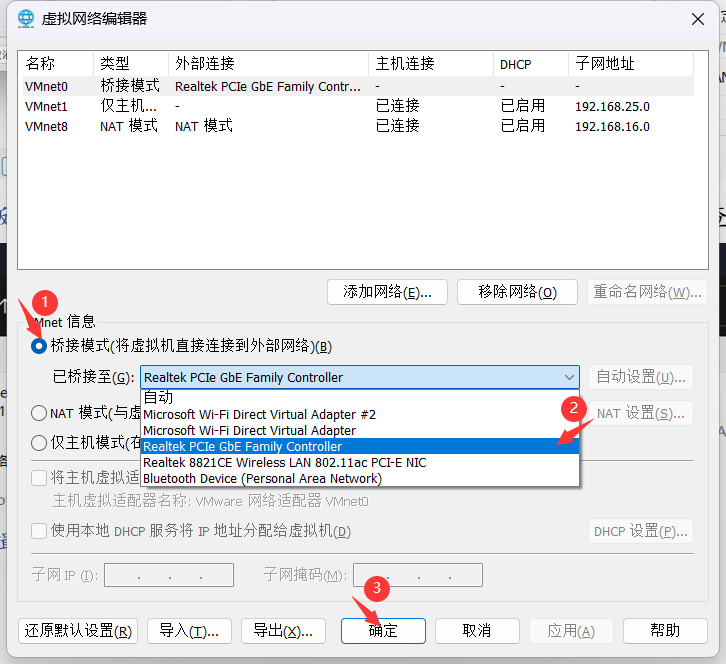 虚拟网络编辑器
名称 类型 外部连接 主机连接 DHCP 子网地址
VMnet0 桥接模式 Realtek PCIe GbE Family Contr... - - -
VMnet1 仅主机... - 已连接 已启用 192.168.25.0
VMnet8 NAT 模式 NAT 模式 已连接 已启用 192.168.16.0
添加网络(E)... 移除网络(O) 重命名网络(W)...
1
Mnet 信息
桥接模式(将虚拟机直接连接到外部网络)(B)
已桥接至(G): Realtek PCIe GbE Family Controller 自动设置(U)...
自动
NAT 模式(与虚 Microsoft Wi-Fi Direct Virtual Adapter #2 2 NAT 设置(S)...
Microsoft Wi-Fi Direct Virtual Adapter
仅主机模式(在 Realtek PCIe GbE Family Controller
Realtek 8821CE Wireless LAN 802.11ac PCI-E NIC
将主机虚拟适 Bluetooth Device (Personal Area Network)
主机虚拟适配器名称: VMware 网络适配器 VMnet0
使用本地 DHCP 服务将 IP 地址分配给虚拟机(D) DHCP 设置(P)...
子网 IP (I): . . . 子网掩码(M): . . .
3
还原默认设置(R) 导入(T)... 导出(X)... 确定 取消 应用(A) 帮助